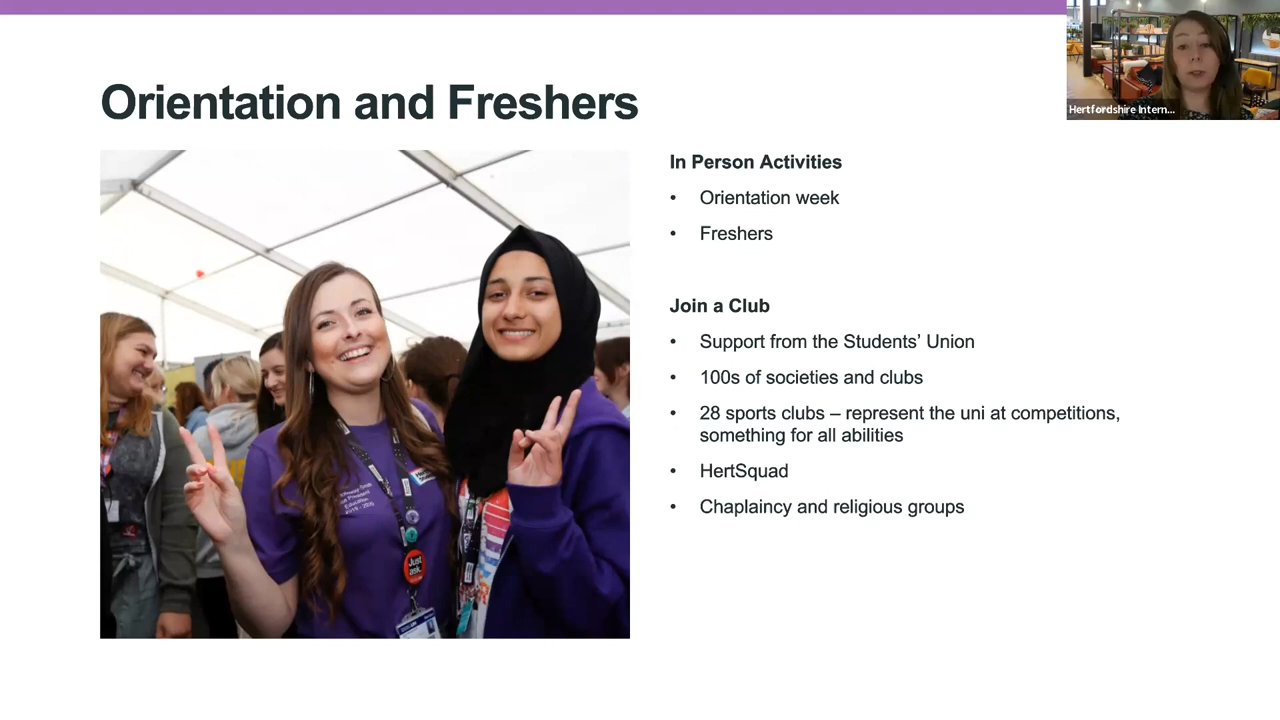 Orientation and Freshers
Hertfordshire Intern...
In Person Activities
• Orientation week
• Freshers
Join a Club
• Support from the Students’ Union
• 100s of societies and clubs
• 28 sports clubs – represent the uni at competitions,
something for all abilities
• HertSquad
• Chaplaincy and religious groups
Education
Just
ask.